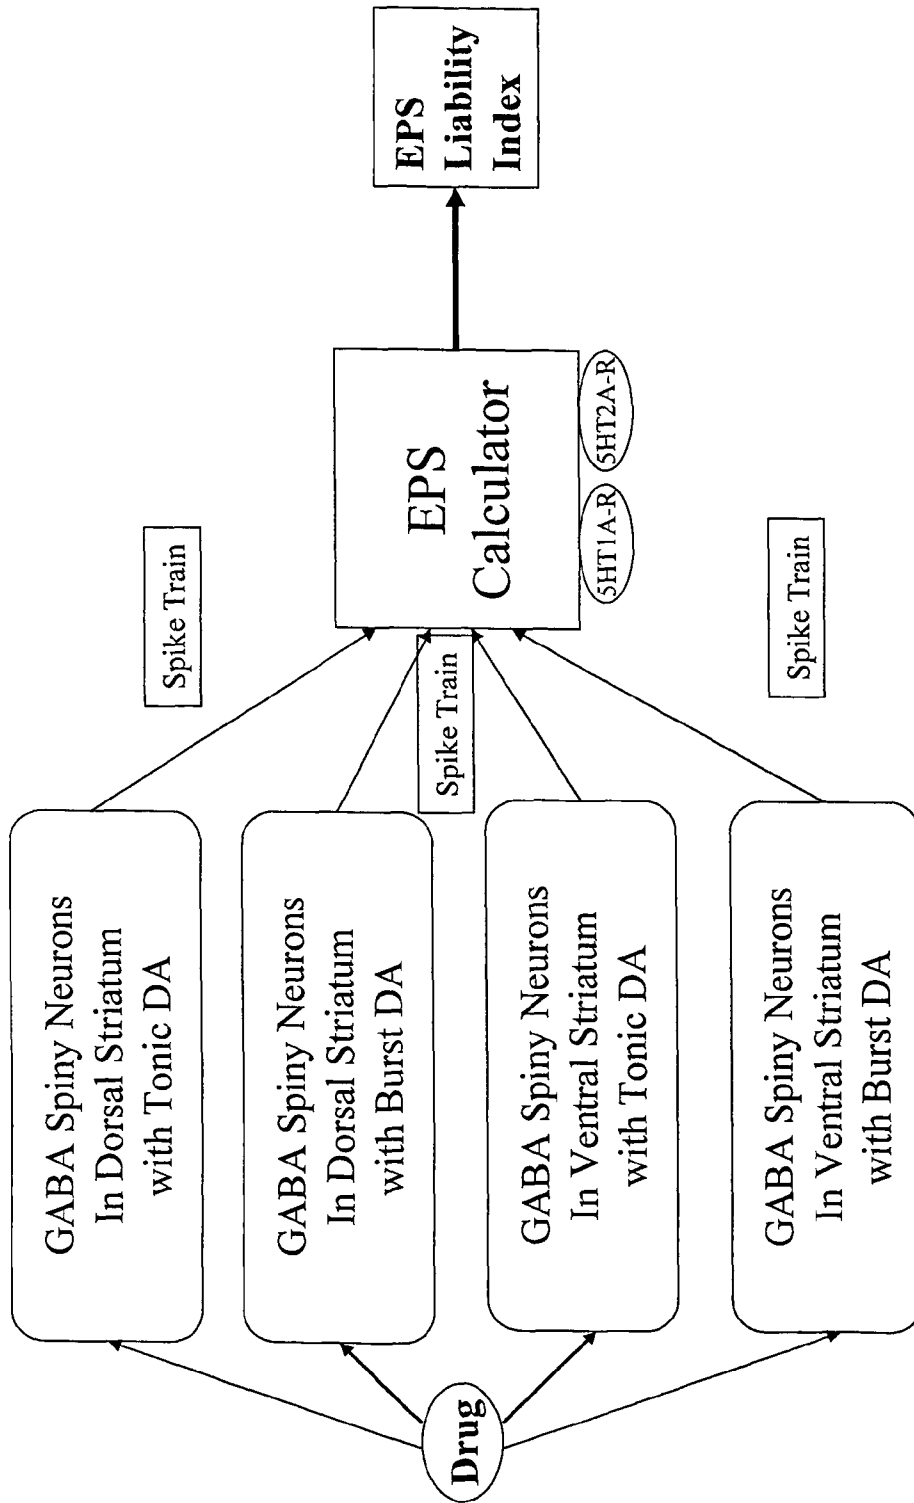 Drug
GABA Spiny Neurons
In Dorsal Striatum
with Tonic DA
GABA Spiny Neurons
In Dorsal Striatum
with Burst DA
GABA Spiny Neurons
In Ventral Striatum
with Tonic DA
GABA Spiny Neurons
In Ventral Striatum
with Burst DA
Spike Train
Spike Train
Spike Train
EPS
Calculator
5HT1A-R
5HT2A-R
EPS
Liability
Index